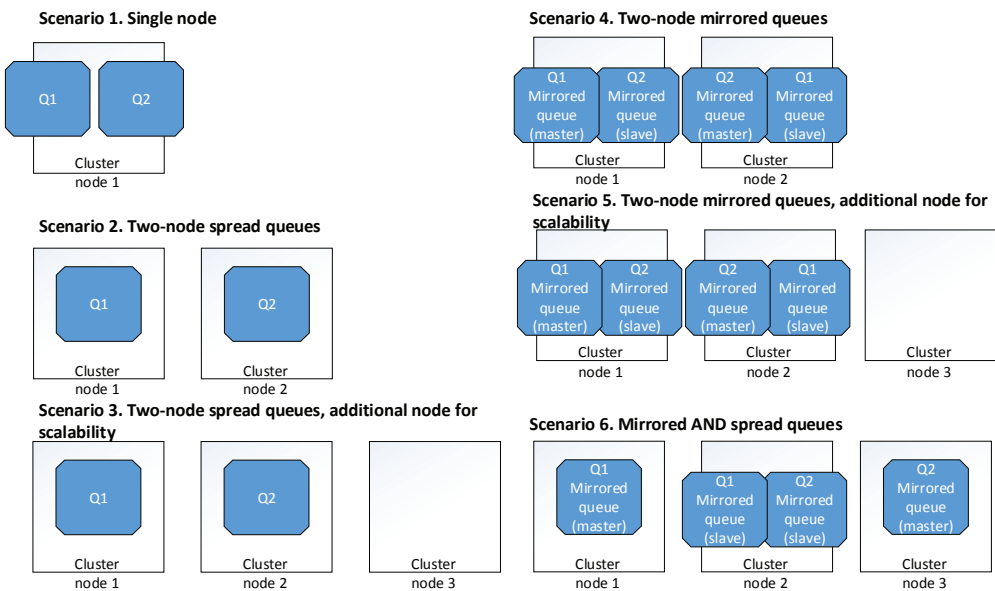 Scenario 1. Single node
Q1
Q2
Cluster
node 1
Scenario 2. Two-node spread queues
Q1
Q2
Cluster
node 1
Cluster
node 2
Scenario 3. Two-node spread queues, additional node for
scalability
Q1
Q2
Cluster
node 1
Cluster
node 2
Cluster
node 3
Scenario 4. Two-node mirrored queues
Q1
Mirrored
queue
(master)
Q2
Mirrored
queue
(slave)
Q2
Mirrored
queue
(master)
Q1
Mirrored
queue
(slave)
Cluster
node 1
Cluster
node 2
Scenario 5. Two-node mirrored queues, additional node for
scalability
Q1
Mirrored
queue
(master)
Q2
Mirrored
queue
(slave)
Q2
Mirrored
queue
(master)
Q1
Mirrored
queue
(slave)
Cluster
node 1
Cluster
node 2
Cluster
node 3
Scenario 6. Mirrored AND spread queues
Q1
Mirrored
queue
(master)
Q1
Mirrored
queue
(slave)
Q2
Mirrored
queue
(slave)
Q2
Mirrored
queue
(master)
Cluster
node 1
Cluster
node 2
Cluster
node 3